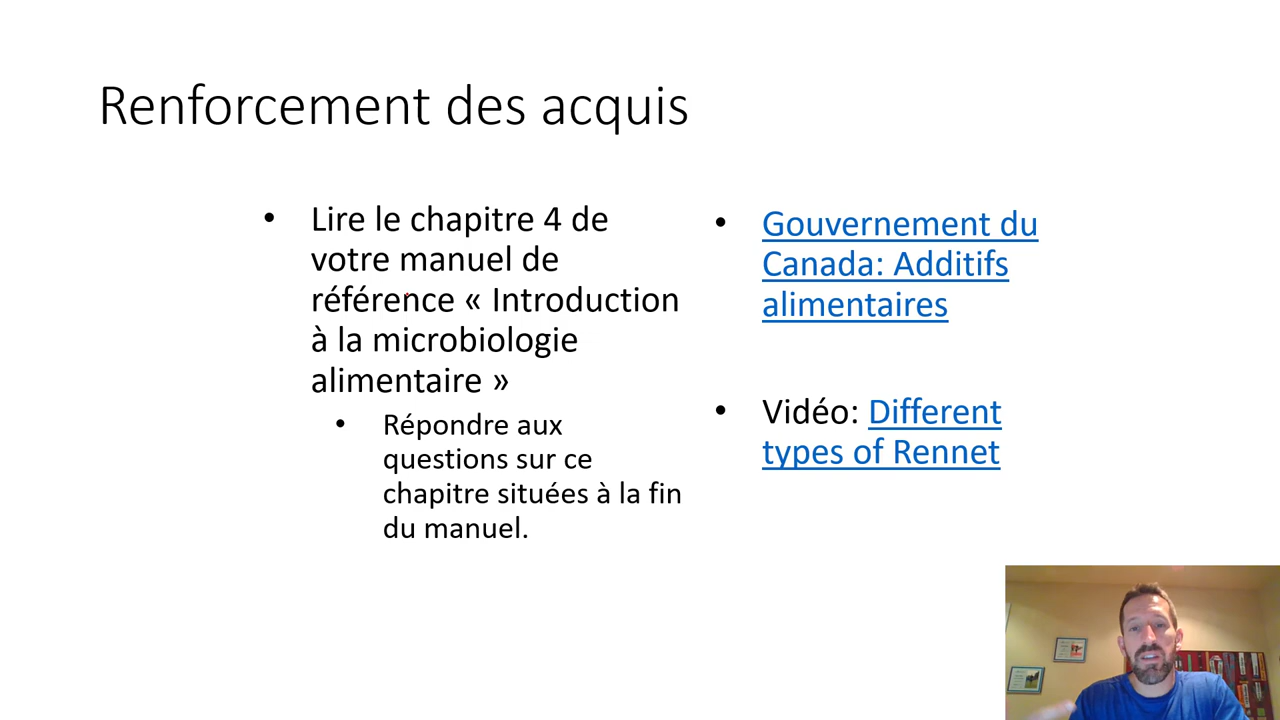 Renforcement des acquis
• Lire le chapitre 4 de
votre manuel de
référence « Introduction
à la microbiologie
alimentaire »
• Répondre aux
questions sur ce
chapitre situées à la fin
du manuel.
• Gouvernement du
Canada: Additifs
alimentaires
• Vidéo: Different
types of Rennet